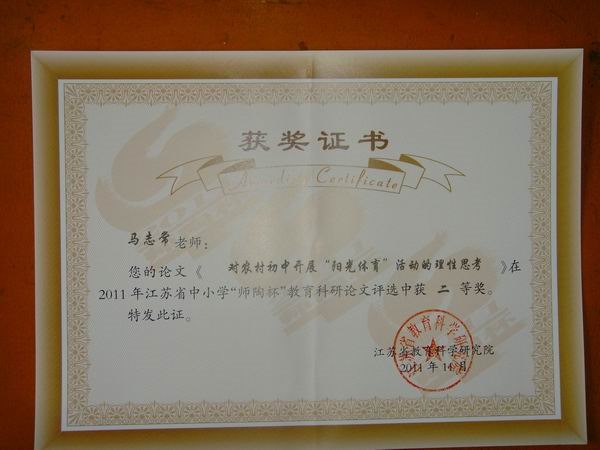 获奖证书
Awarding Certificate
马志常老师：
您的论文《对农村初中开展“阳光体育”活动的理性思考》在
2011年江苏省中小学“师陶杯”教育科研论文评选中获 二 等奖。
特发此证。
江苏省教育科学研究院
2011年11月